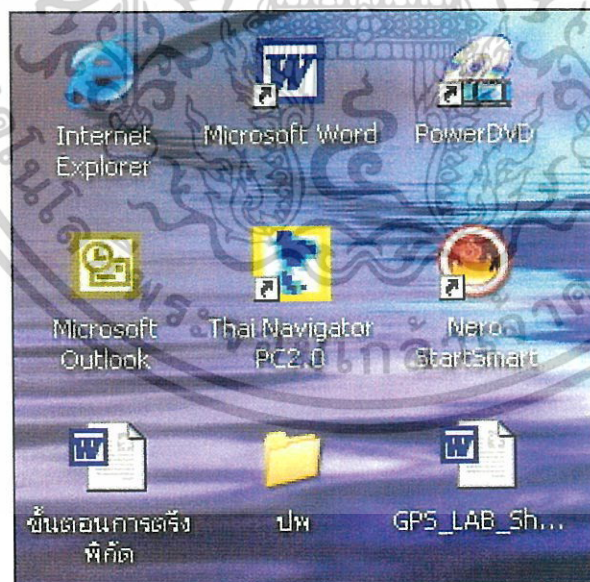 Internet
Explorer
Microsoft Word
PowerDVD
Microsoft
Outlook
Thai Navigator
PC2.0
Nero
StartSmart
ขั้นตอนการตรึง
พิกัด
ปพ
GPS_LAB_Sh...